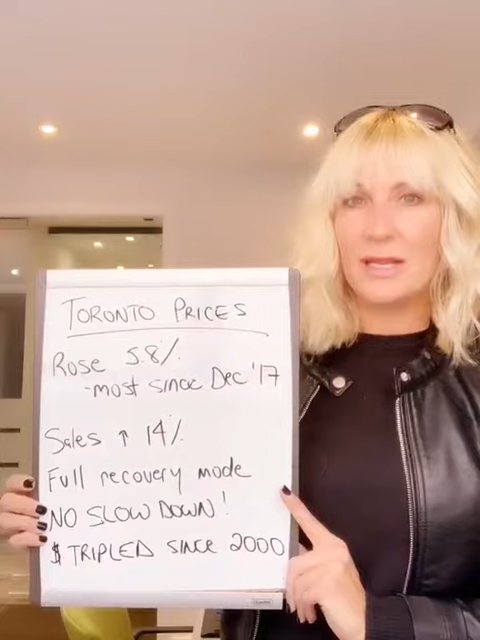 TORONTO PRICES
Rose 5.8%
-most since Dec '17
Sales ↑ 14%
Full recovery mode
NO SLOW DOWN!
$ TRIPLED SINCE 2000